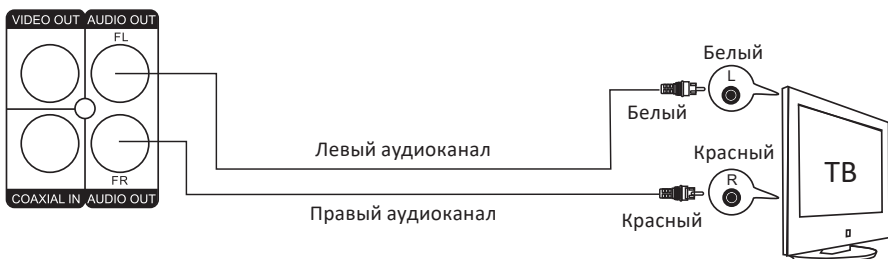 VIDEO OUT AUDIO OUT
FL
FR
COAXIAL IN AUDIO OUT
Левый аудиоканал
Правый аудиоканал
Белый
L
Белый
Красный
R
Красный
ТВ